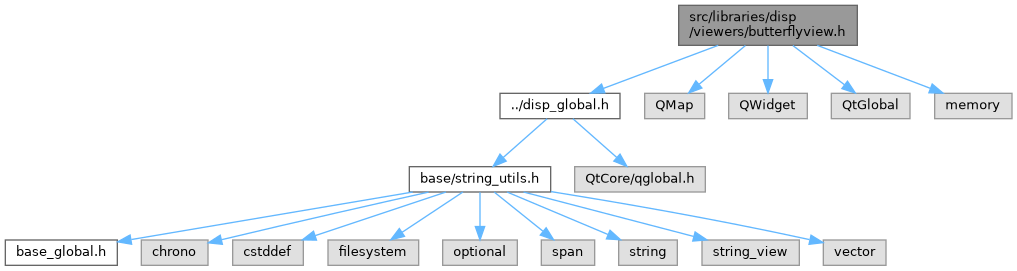 src/libraries/disp
/viewers/butterflyview.h
../disp_global.h
QMap
QWidget
QtGlobal
memory
base/string_utils.h
QtCore/qglobal.h
base_global.h
chrono
cstddef
filesystem
optional
span
string
string_view
vector